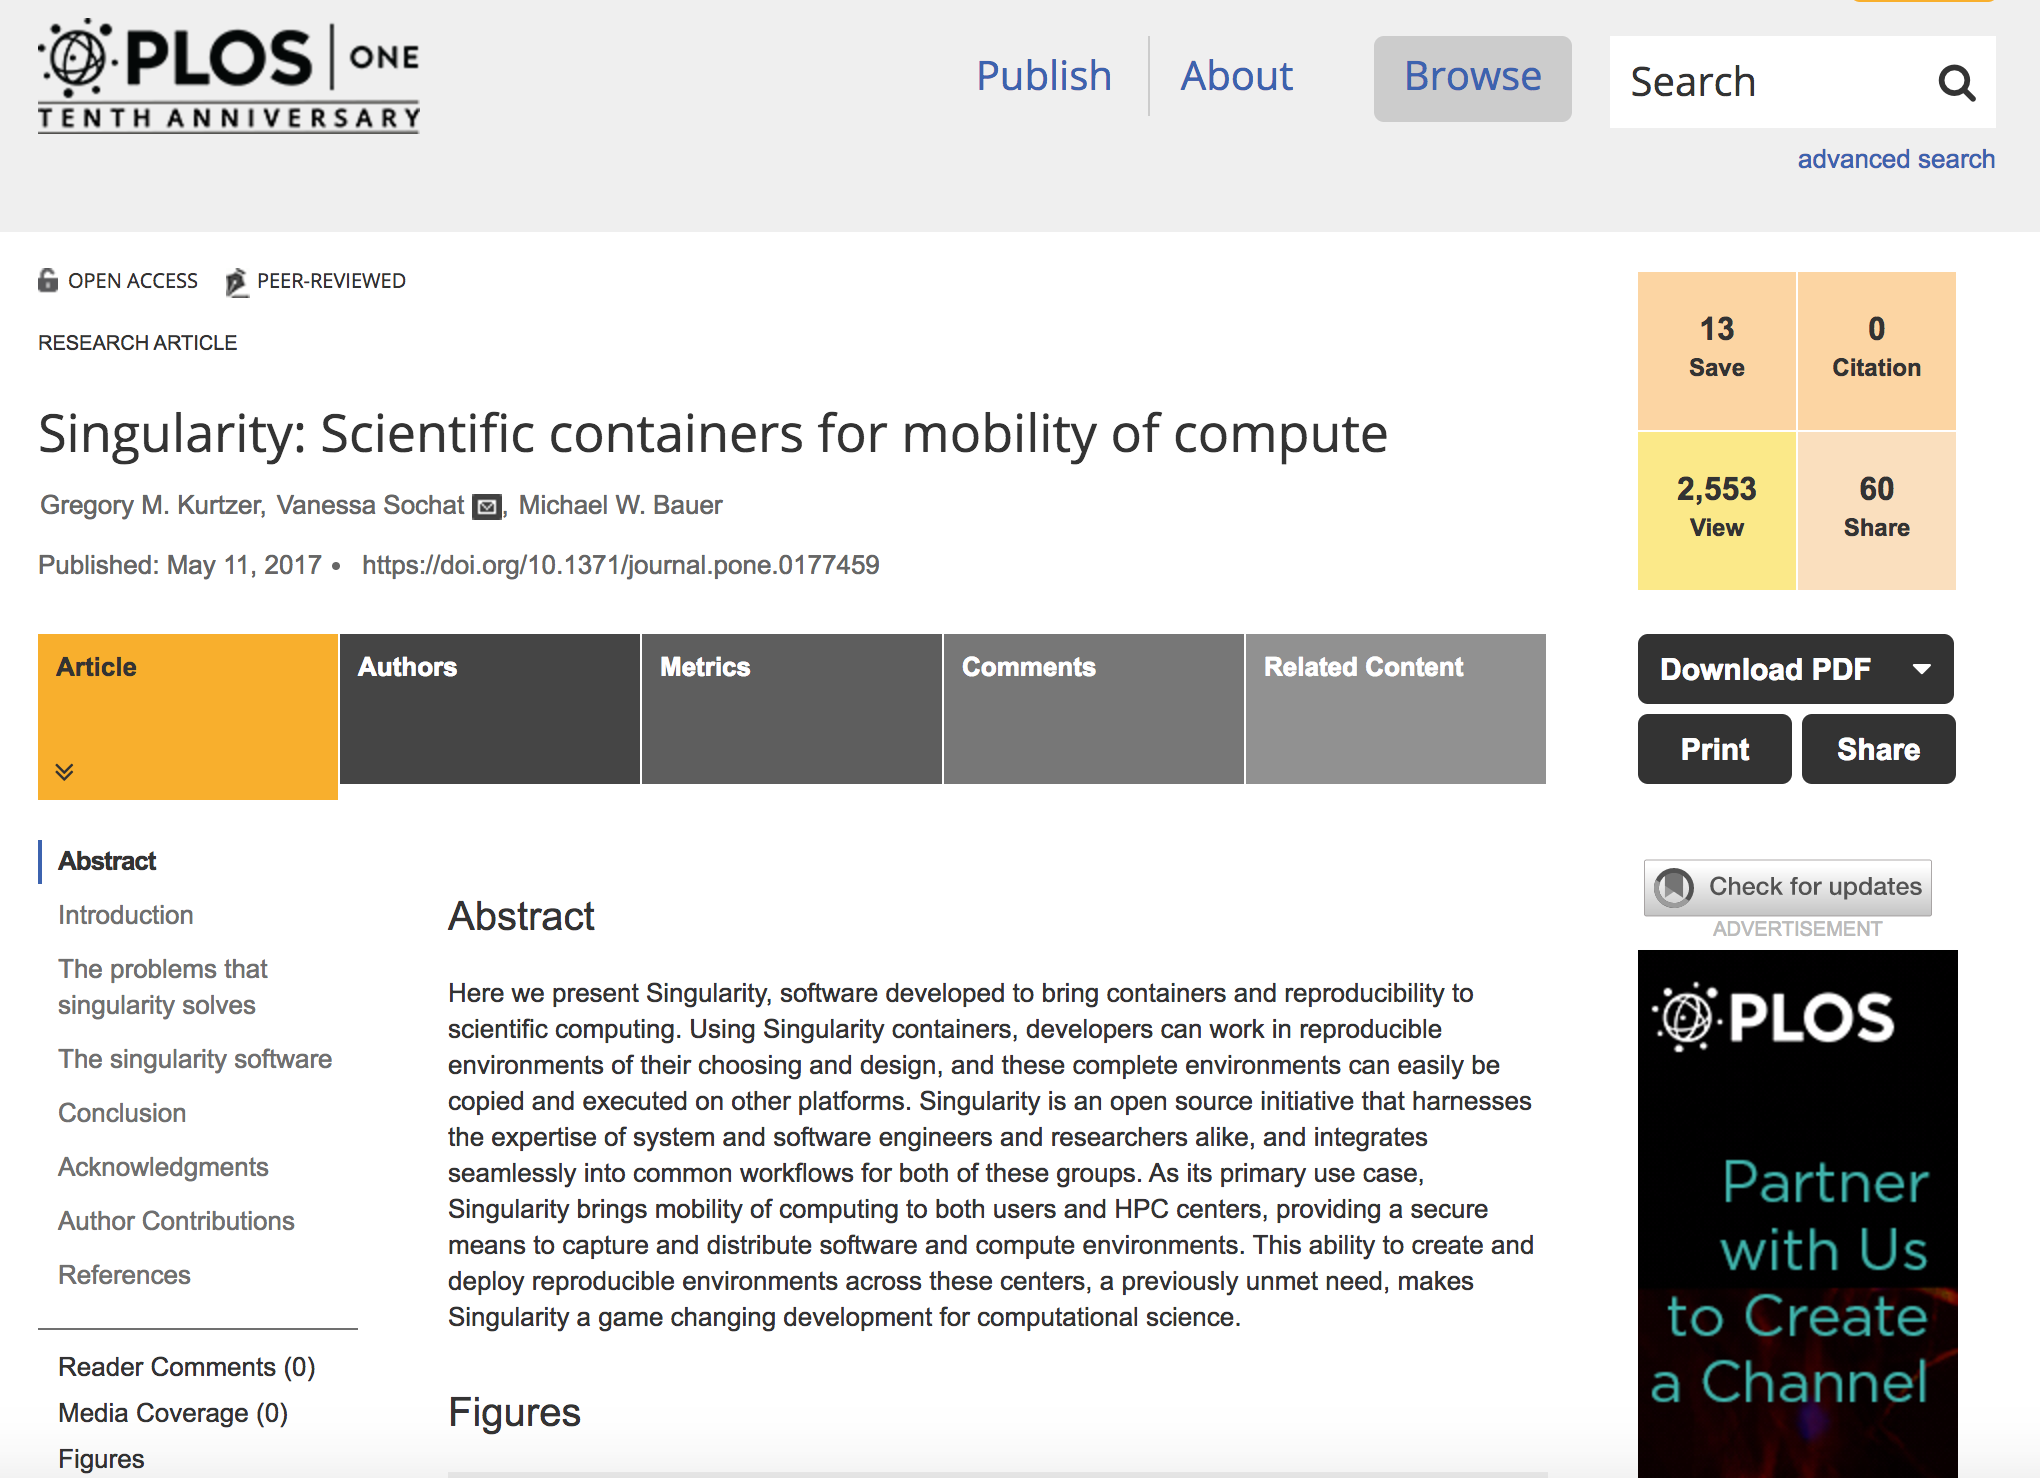 PLOS ONE
TENTH ANNIVERSARY
Publish
About
Browse
Search
advanced search
OPEN ACCESS
PEER-REVIEWED
RESEARCH ARTICLE
Singularity: Scientific containers for mobility of compute
Gregory M. Kurtzer, Vanessa Sochat , Michael W. Bauer
Published: May 11, 2017 • https://doi.org/10.1371/journal.pone.0177459
13
Save
0
Citation
2,553
View
60
Share
Article
Authors
Metrics
Comments
Related Content
Download PDF
Print
Share
Abstract
Introduction
The problems that
singularity solves
The singularity software
Conclusion
Acknowledgments
Author Contributions
References
Reader Comments (0)
Media Coverage (0)
Figures
Abstract
Here we present Singularity, software developed to bring containers and reproducibility to
scientific computing. Using Singularity containers, developers can work in reproducible
environments of their choosing and design, and these complete environments can easily be
copied and executed on other platforms. Singularity is an open source initiative that harnesses
the expertise of system and software engineers and researchers alike, and integrates
seamlessly into common workflows for both of these groups. As its primary use case,
Singularity brings mobility of computing to both users and HPC centers, providing a secure
means to capture and distribute software and compute environments. This ability to create and
deploy reproducible environments across these centers, a previously unmet need, makes
Singularity a game changing development for computational science.
Figures
Check for updates
ADVERTISEMENT
PLOS
Partner
with Us
to Create
a Channel